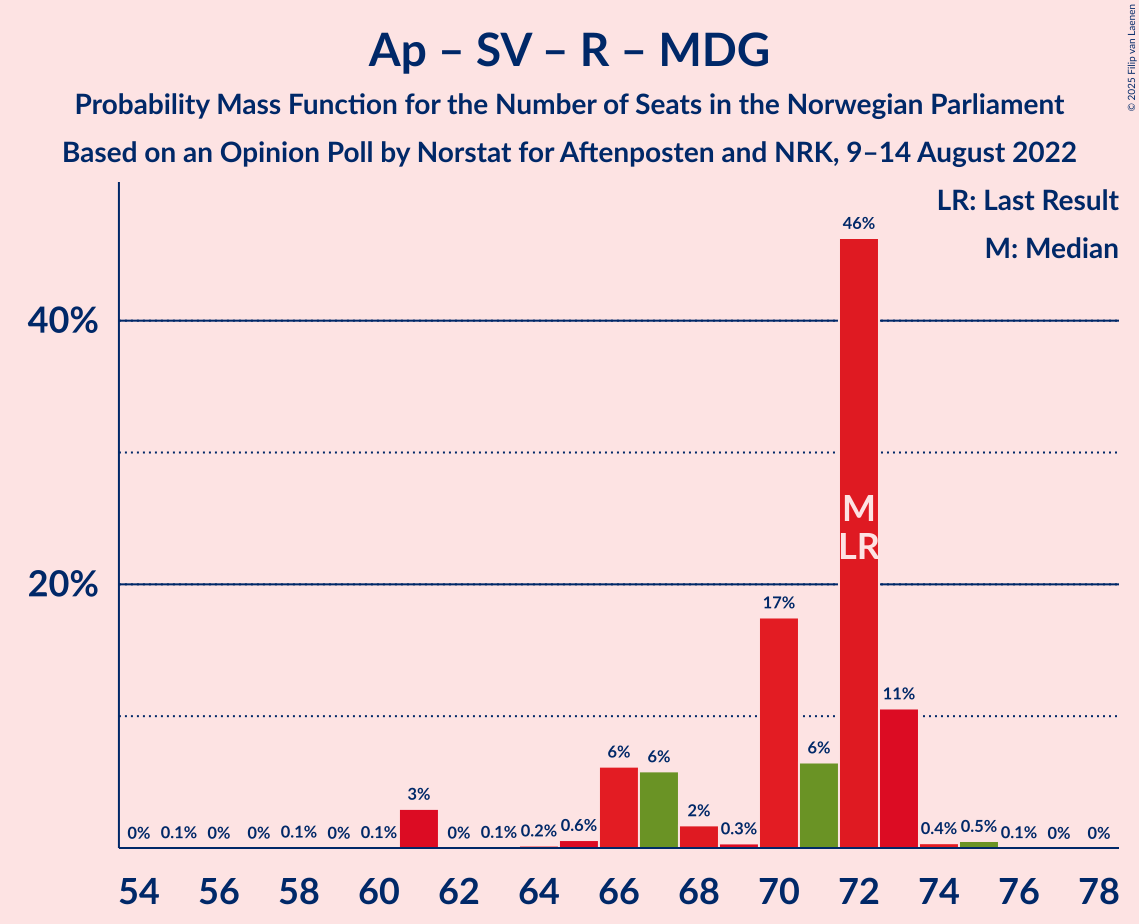 Ap – SV – R – MDG
Probability Mass Function for the Number of Seats in the Norwegian Parliament
Based on an Opinion Poll by Norstat for Aftenposten and NRK, 9–14 August 2022
© 2025 Filip van Laenen
LR: Last Result
M: Median
40%
20%
0% 0.1% 0% 0% 0.1% 0% 0.1% 3% 0% 0.1% 0.2% 0.6% 6% 6% 2% 0.3% 17% 6% 46% 11% 0.4% 0.5% 0.1% 0% 0%
M
LR
54 56 58 60 62 64 66 68 70 72 74 76 78